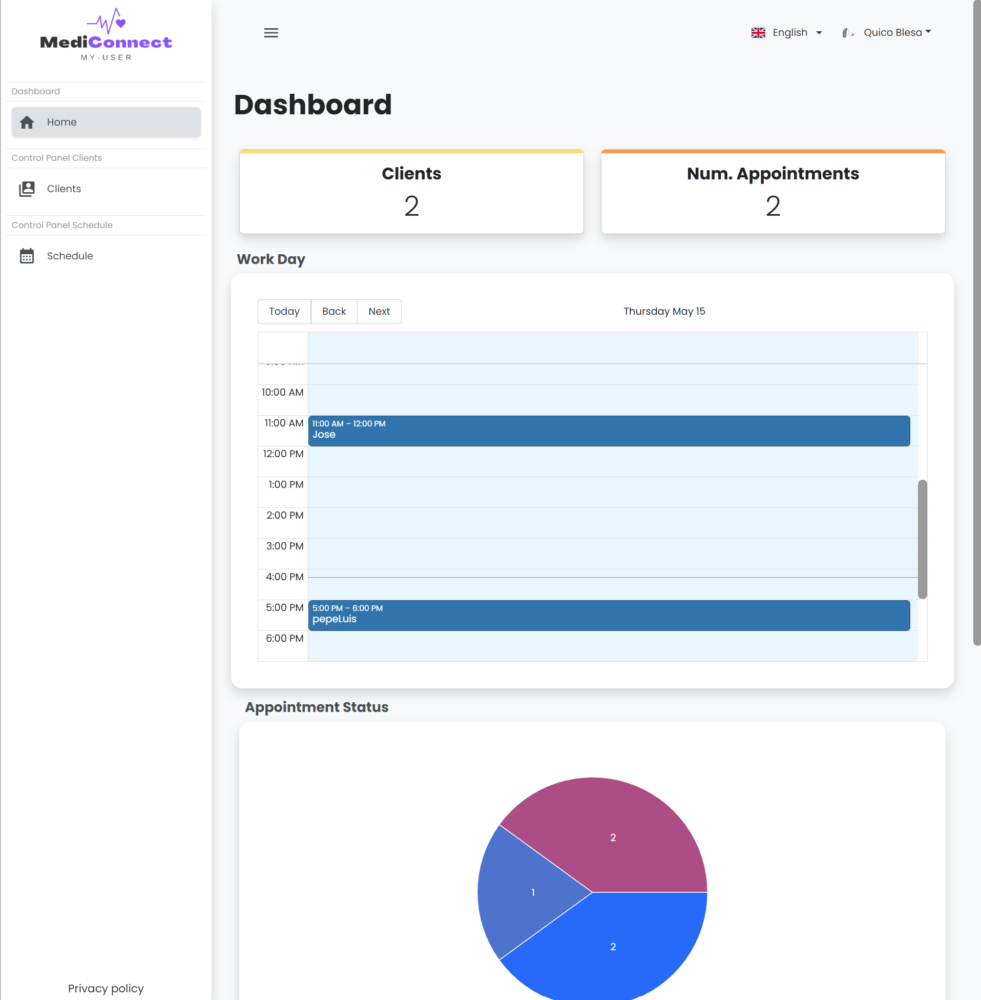 MediConnect
MY-USER
Dashboard
Home
Control Panel Clients
Clients
Control Panel Schedule
Schedule
Privacy policy
English
Quico Blesa
Dashboard
Clients
2
Num. Appointments
2
Work Day
Today Back Next
Thursday May 15
10:00 AM
11:00 AM
11:00 AM – 12:00 PM
Jose
12:00 PM
1:00 PM
2:00 PM
3:00 PM
4:00 PM
5:00 PM
5:00 PM – 6:00 PM
pepeLuis
6:00 PM
Appointment Status
2
1
2